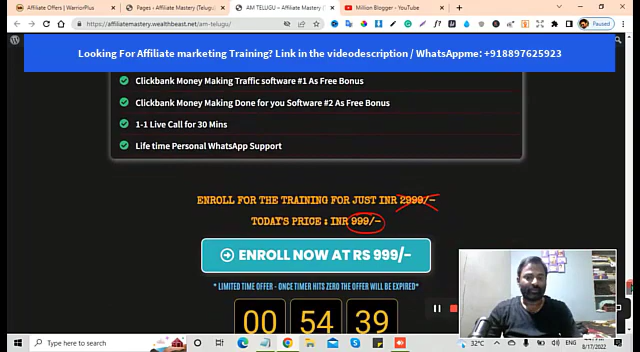 Affiliate Offers | WarriorPlus
Pages ‹ Affiliate Mastery (Telugu
AM TELUGU – Affiliate Mastery
Million Blogger - YouTube
https://affiliatemastery.wealthbeast.net/am-telugu/
Paused
Looking For Affiliate marketing Training? Link in the videodescription / WhatsAppme: +918897625923
Clickbank Money Making Traffic software #1 As Free Bonus
Clickbank Money Making Done for you Software #2 As Free Bonus
1-1 Live Call for 30 Mins
Life time Personal WhatsApp Support
ENROLL FOR THE TRAINING FOR JUST INR 2999/-
TODAY'S PRICE : INR 999/-
ENROLL NOW AT RS 999/-
* LIMITED TIME OFFER - ONCE TIMER HITS ZERO THE OFFER WILL BE EXPIRED*
00 54 39
Type here to search
32°C
ENG
8/17/2022